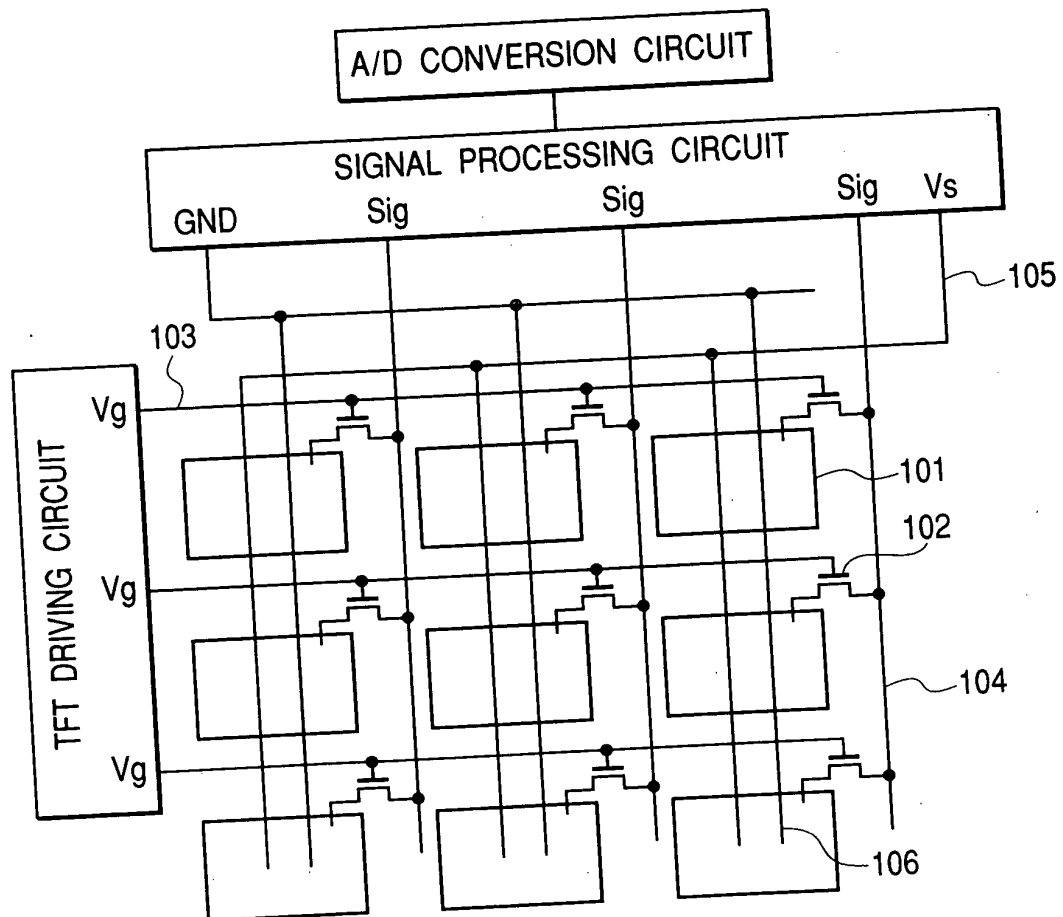 A/D CONVERSION CIRCUIT
SIGNAL PROCESSING CIRCUIT
GND Sig Sig Sig Vs
105
103
TFT DRIVING CIRCUIT
Vg
101
102
Vg
104
Vg
106